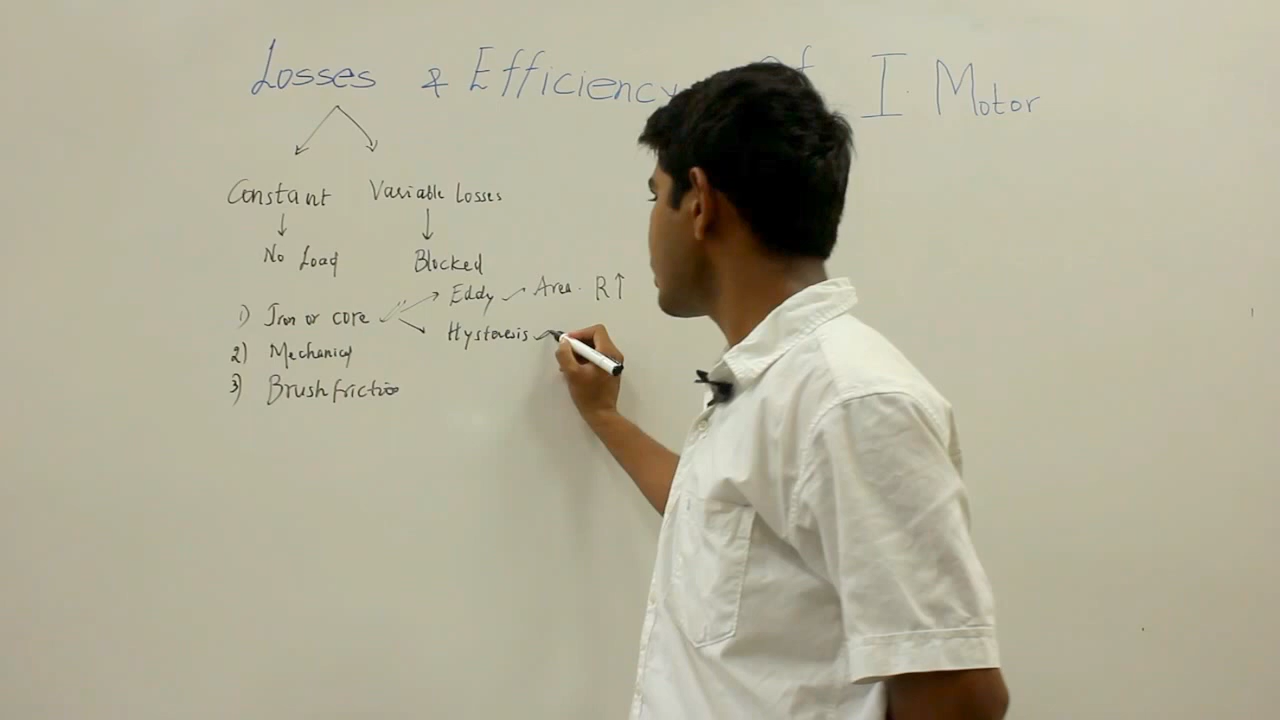 Losses & Efficiency of I Motor
Constant Variable Losses
No Load Blocked
Eddy Area. R↑
1) Iron or core
Hysteresis
2) Mechanical
3) Brush friction